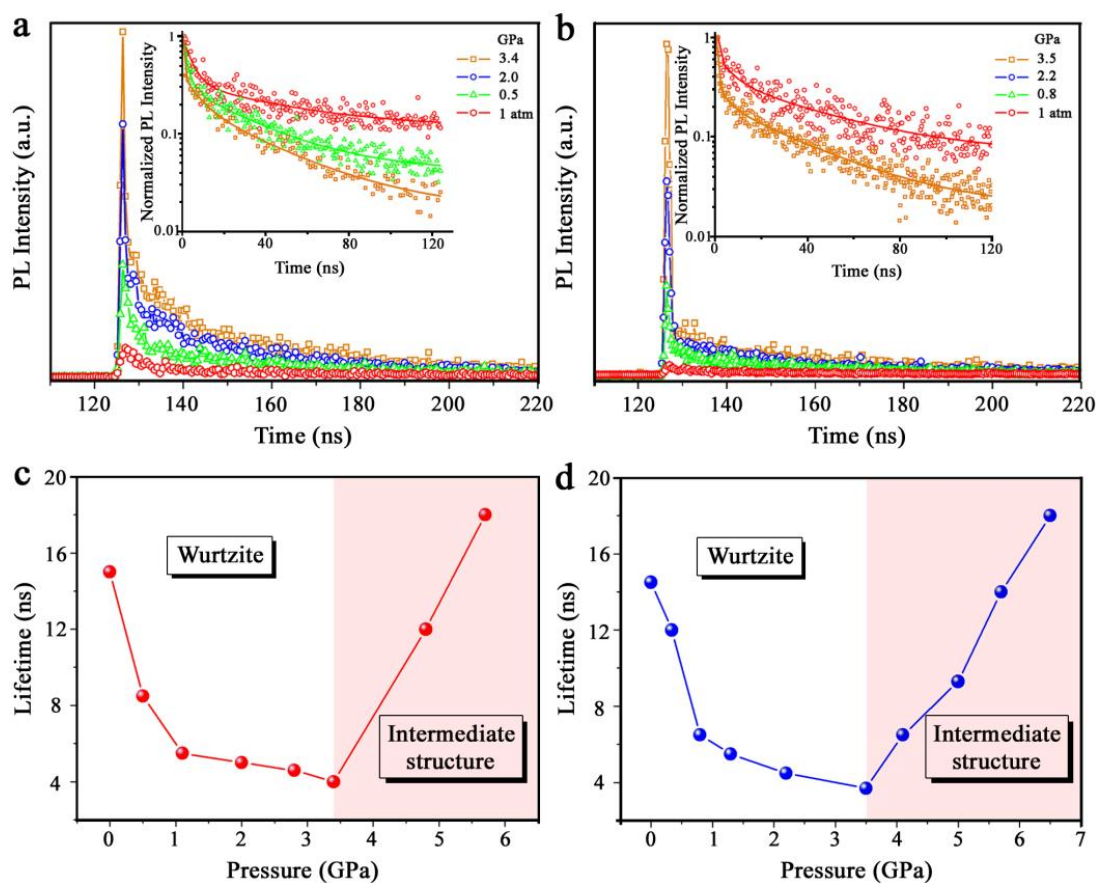 a
PL Intensity (a.u.)
Normalized PL Intensity
1
0.1
0.01
0 40 80 120
Time (ns)
GPa
3.4
2.0
0.5
1 atm
120 140 160 180 200 220
Time (ns)
b
PL Intensity (a.u.)
Normalized PL Intensity
1
0.1
0.01
0 20 40 60 80 100 120
Time (ns)
GPa
3.5
2.2
0.8
1 atm
120 140 160 180 200 220
Time (ns)
c
Lifetime (ns)
20
16
12
8
4
Wurtzite
Intermediate
structure
0 1 2 3 4 5 6
Pressure (GPa)
d
Lifetime (ns)
20
16
12
8
4
Wurtzite
Intermediate
structure
0 1 2 3 4 5 6 7
Pressure (GPa)